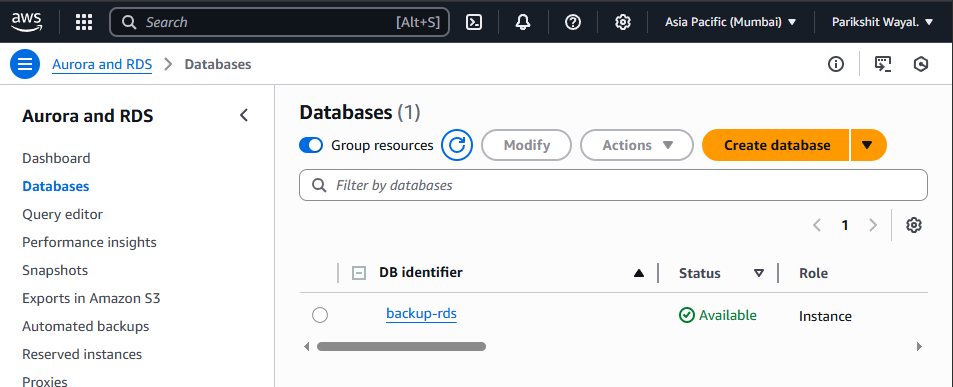 aws Search [Alt+S] Asia Pacific (Mumbai) Parikshit Wayal.
Aurora and RDS Databases
Aurora and RDS
Dashboard
Databases
Query editor
Performance insights
Snapshots
Exports in Amazon S3
Automated backups
Reserved instances
Proxies
Databases (1)
Group resources Modify Actions Create database
Filter by databases
1
DB identifier Status Role
backup-rds Available Instance